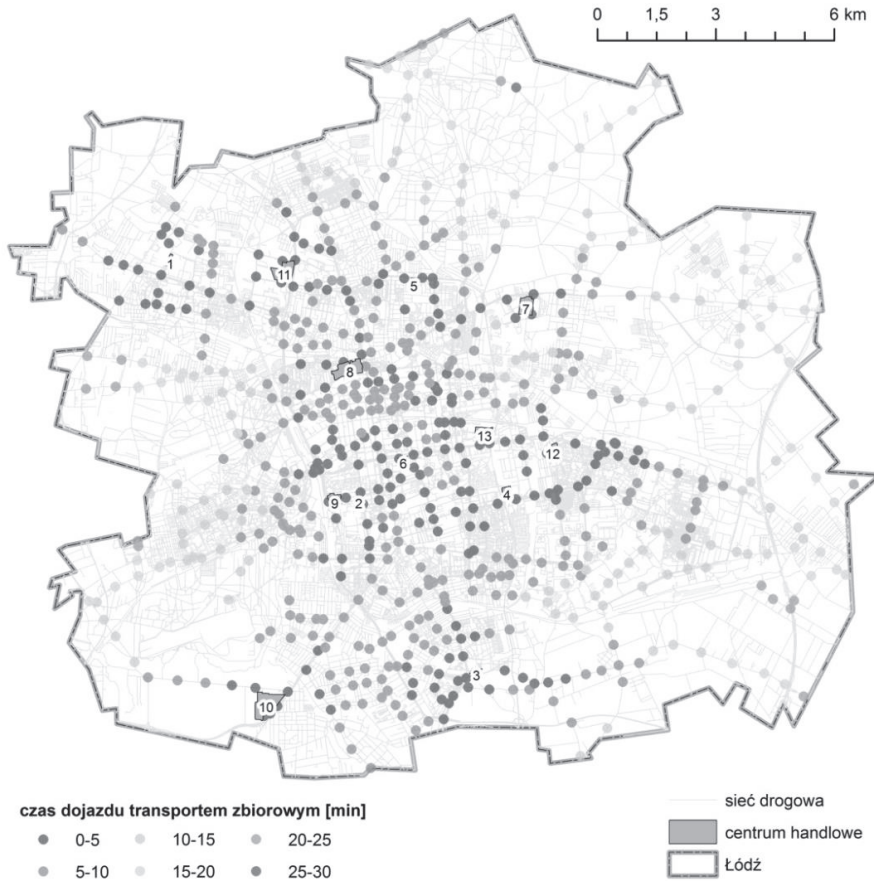 0 1,5 3 6 km
1
11
5
7
8
13
12
6
4
9 2
3
10
czas dojazdu transportem zbiorowym [min]
0-5 10-15 20-25
5-10 15-20 25-30
sieć drogowa
centrum handlowe
Łódź